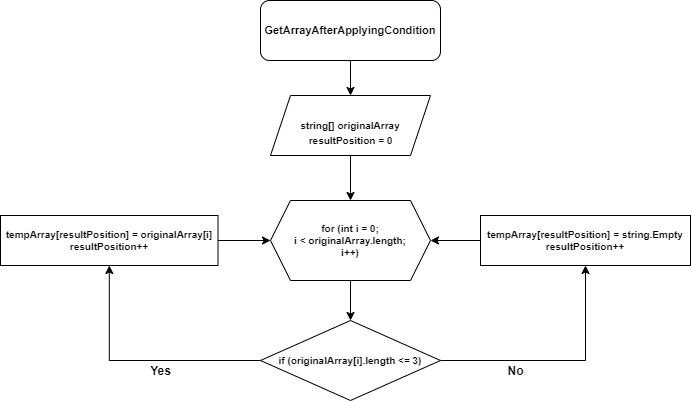 GetArrayAfterApplyingCondition
string[] originalArray
resultPosition = 0
for (int i = 0;
i < originalArray.length;
i++)
tempArray[resultPosition] = originalArray[i]
resultPosition++
tempArray[resultPosition] = string.Empty
resultPosition++
if (originalArray[i].length <= 3)
Yes
No